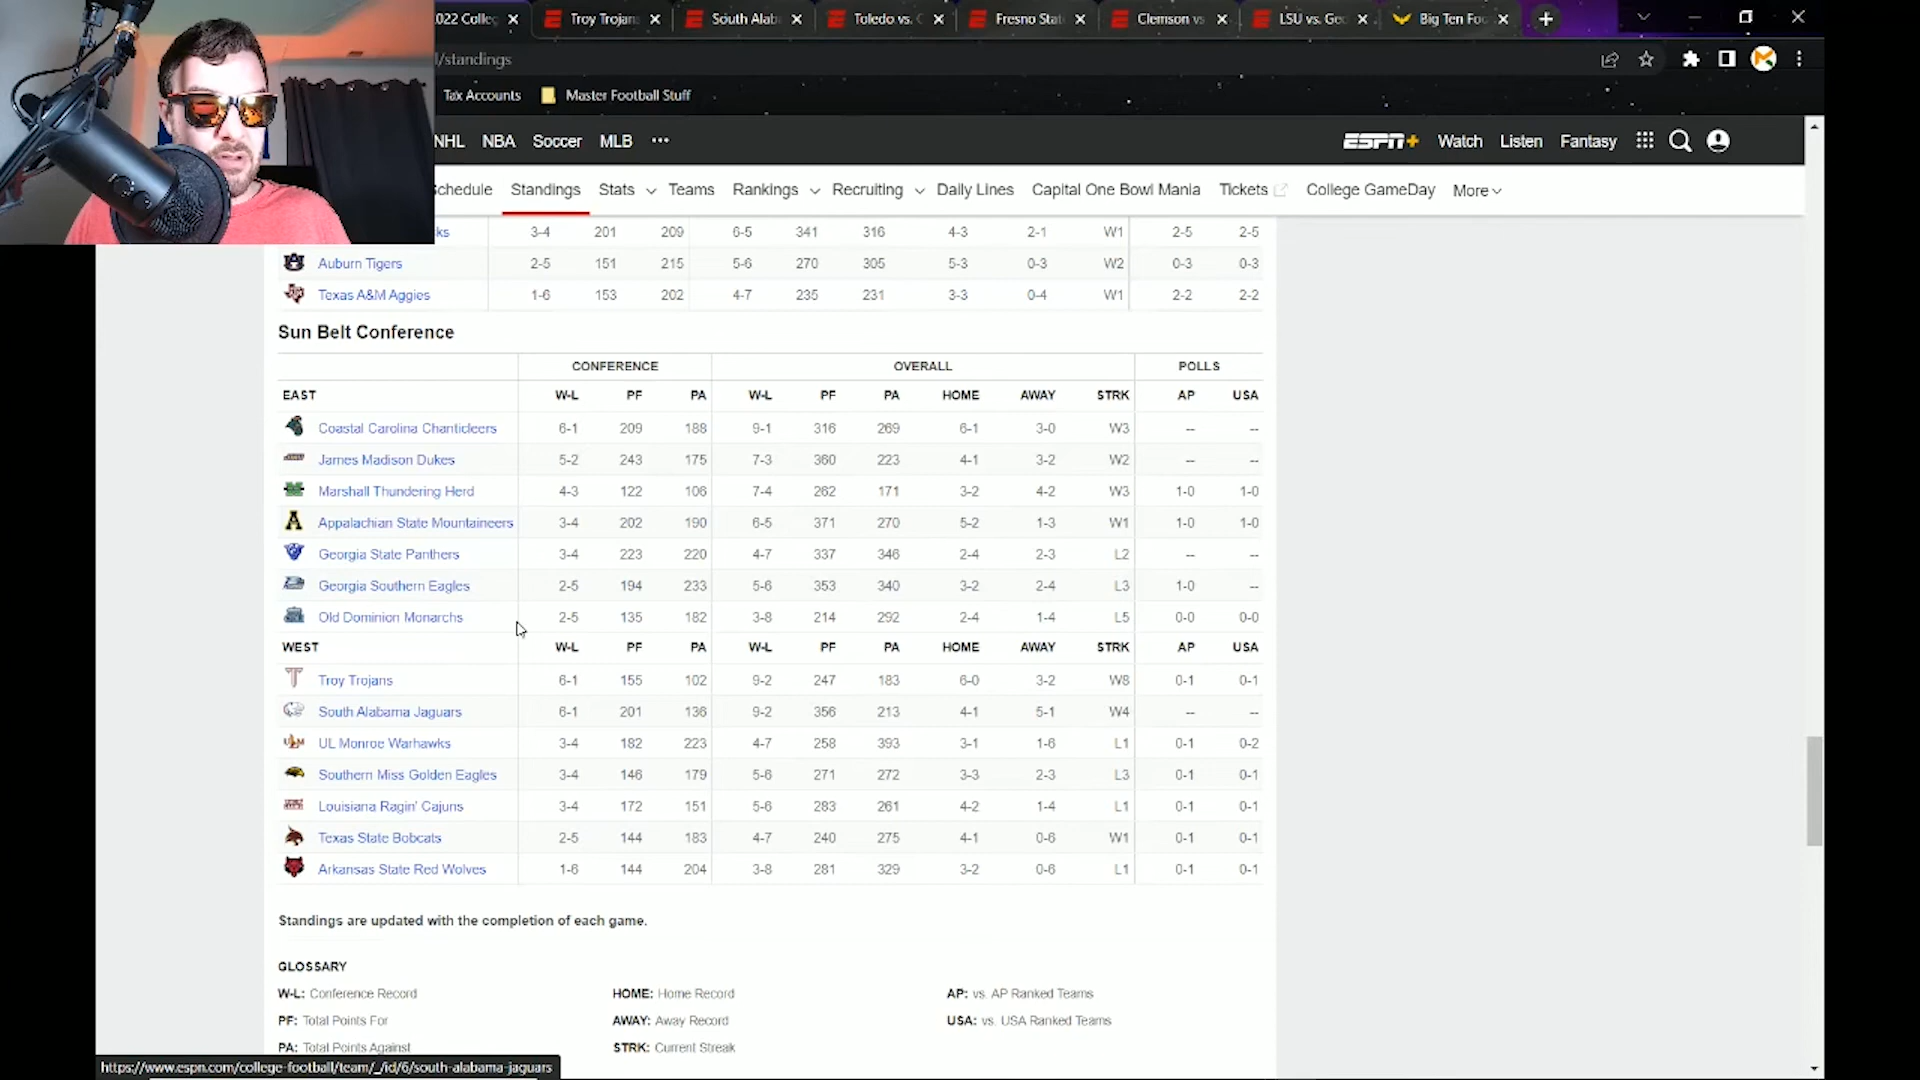 2022 Colleg
Troy Trojan
South Alab
Toledo vs. C
Fresno Stat
Clemson vs
LSU vs. Geo
Big Ten Foo
l/standings
Tax Accounts
Master Football Stuff
NHL NBA Soccer MLB ...
ESPN+ Watch Listen Fantasy
Schedule Standings Stats Teams Rankings Recruiting Daily Lines Capital One Bowl Mania Tickets College GameDay More
ks 3-4 201 209 6-5 341 316 4-3 2-1 W1 2-5 2-5
Auburn Tigers 2-5 151 215 5-6 270 305 5-3 0-3 W2 0-3 0-3
Texas A&M Aggies 1-6 153 202 4-7 235 231 3-3 0-4 W1 2-2 2-2
Sun Belt Conference
CONFERENCE OVERALL POLLS
EAST W-L PF PA W-L PF PA HOME AWAY STRK AP USA
Coastal Carolina Chanticleers 6-1 209 188 9-1 316 269 6-1 3-0 W3 -- --
James Madison Dukes 5-2 243 175 7-3 360 223 4-1 3-2 W2 -- --
Marshall Thundering Herd 4-3 122 106 7-4 262 171 3-2 4-2 W3 1-0 1-0
Appalachian State Mountaineers 3-4 202 190 6-5 371 270 5-2 1-3 W1 1-0 1-0
Georgia State Panthers 3-4 223 220 4-7 337 346 2-4 2-3 L2 -- --
Georgia Southern Eagles 2-5 194 233 5-6 353 340 3-2 2-4 L3 1-0 --
Old Dominion Monarchs 2-5 135 182 3-8 214 292 2-4 1-4 L5 0-0 0-0
WEST W-L PF PA W-L PF PA HOME AWAY STRK AP USA
Troy Trojans 6-1 155 102 9-2 247 183 6-0 3-2 W8 0-1 0-1
South Alabama Jaguars 6-1 201 136 9-2 356 213 4-1 5-1 W4 -- --
UL Monroe Warhawks 3-4 182 223 4-7 258 393 3-1 1-6 L1 0-1 0-2
Southern Miss Golden Eagles 3-4 146 179 5-6 271 272 3-3 2-3 L3 0-1 0-1
Louisiana Ragin' Cajuns 3-4 172 151 5-6 283 261 4-2 1-4 L1 0-1 0-1
Texas State Bobcats 2-5 144 183 4-7 240 275 4-1 0-6 W1 0-1 0-1
Arkansas State Red Wolves 1-6 144 204 3-8 281 329 3-2 0-6 L1 0-1 0-1
Standings are updated with the completion of each game.
GLOSSARY
W-L: Conference Record HOME: Home Record AP: vs. AP Ranked Teams
PF: Total Points For AWAY: Away Record USA: vs. USA Ranked Teams
PA: Total Points Against STRK: Current Streak
https://www.espn.com/college-football/team/_/id/6/south-alabama-jaguars